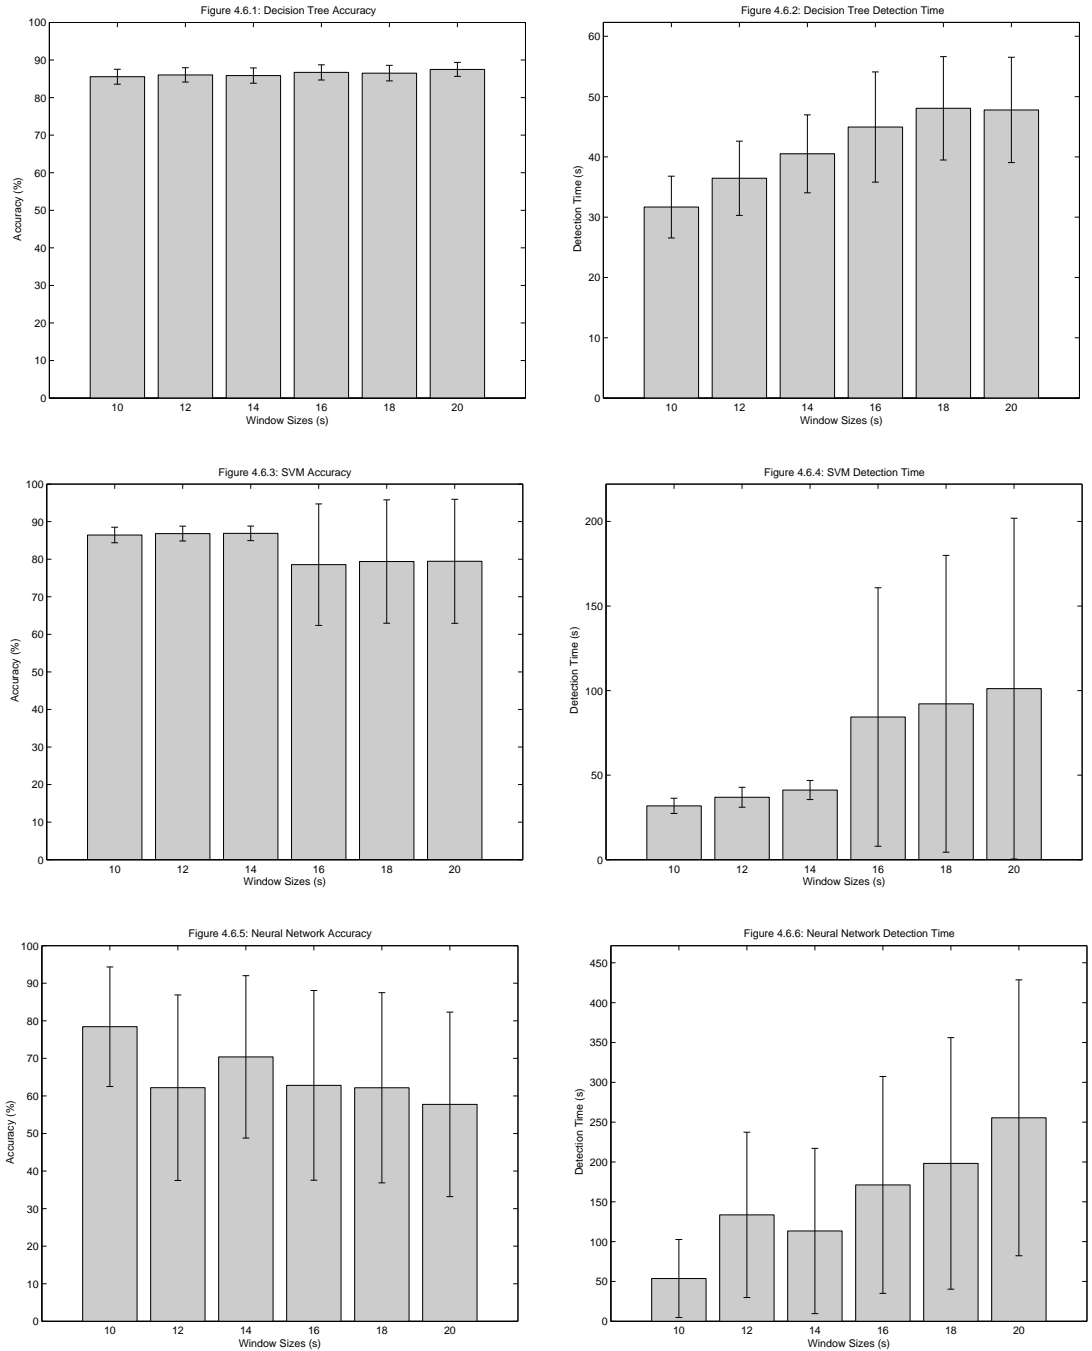 Figure 4.6.1: Decision Tree Accuracy
100
90
80
70
60
50
40
30
20
10
0
Accuracy (%)
10 12 14 16 18 20
Window Sizes (s)
Figure 4.6.2: Decision Tree Detection Time
60
50
40
30
20
10
0
Detection Time (s)
10 12 14 16 18 20
Window Sizes (s)
Figure 4.6.3: SVM Accuracy
100
90
80
70
60
50
40
30
20
10
0
Accuracy (%)
10 12 14 16 18 20
Window Sizes (s)
Figure 4.6.4: SVM Detection Time
200
150
100
50
0
Detection Time (s)
10 12 14 16 18 20
Window Sizes (s)
Figure 4.6.5: Neural Network Accuracy
100
90
80
70
60
50
40
30
20
10
0
Accuracy (%)
10 12 14 16 18 20
Window Sizes (s)
Figure 4.6.6: Neural Network Detection Time
450
400
350
300
250
200
150
100
50
0
Detection Time (s)
10 12 14 16 18 20
Window Sizes (s)